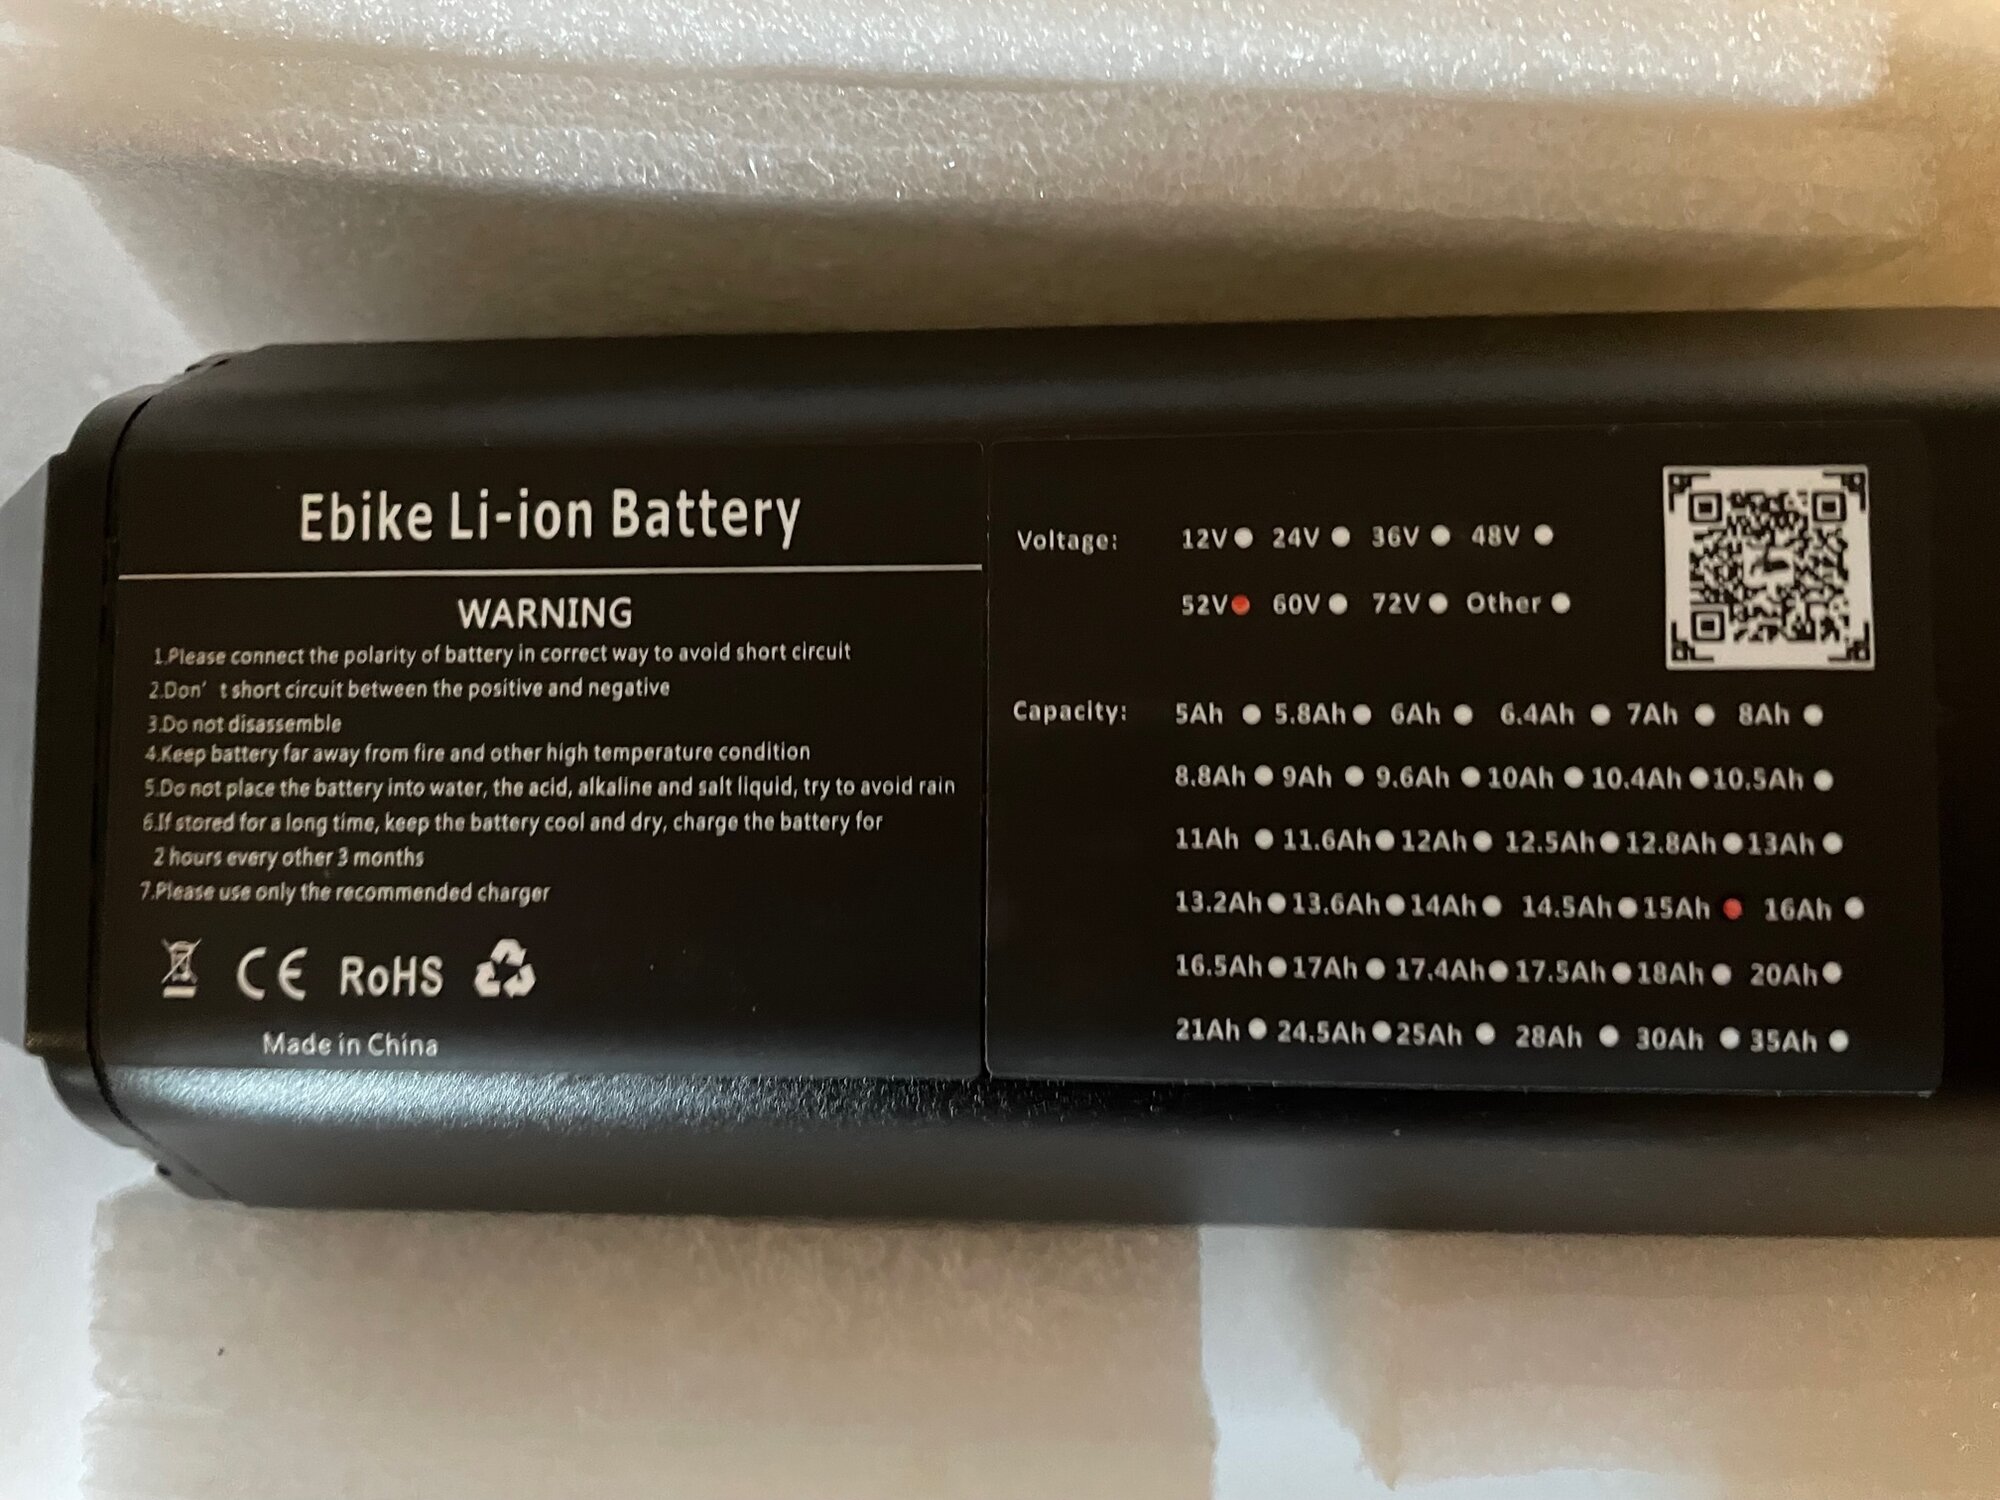 Ebike Li-ion Battery
WARNING
1.Please connect the polarity of battery in correct way to avoid short circuit
2.Don't short circuit between the positive and negative
3.Do not disassemble
4.Keep battery far away from fire and other high temperature condition
5.Do not place the battery into water, the acid, alkaline and salt liquid, try to avoid rain
6.If stored for a long time, keep the battery cool and dry, charge the battery for
2 hours every other 3 months
7.Please use only the recommended charger
CE RoHS
Made in China
Voltage: 12V 24V 36V 48V
52V 60V 72V Other
Capacity: 5Ah 5.8Ah 6Ah 6.4Ah 7Ah 8Ah
8.8Ah 9Ah 9.6Ah 10Ah 10.4Ah 10.5Ah
11Ah 11.6Ah 12Ah 12.5Ah 12.8Ah 13Ah
13.2Ah 13.6Ah 14Ah 14.5Ah 15Ah 16Ah
16.5Ah 17Ah 17.4Ah 17.5Ah 18Ah 20Ah
21Ah 24.5Ah 25Ah 28Ah 30Ah 35Ah